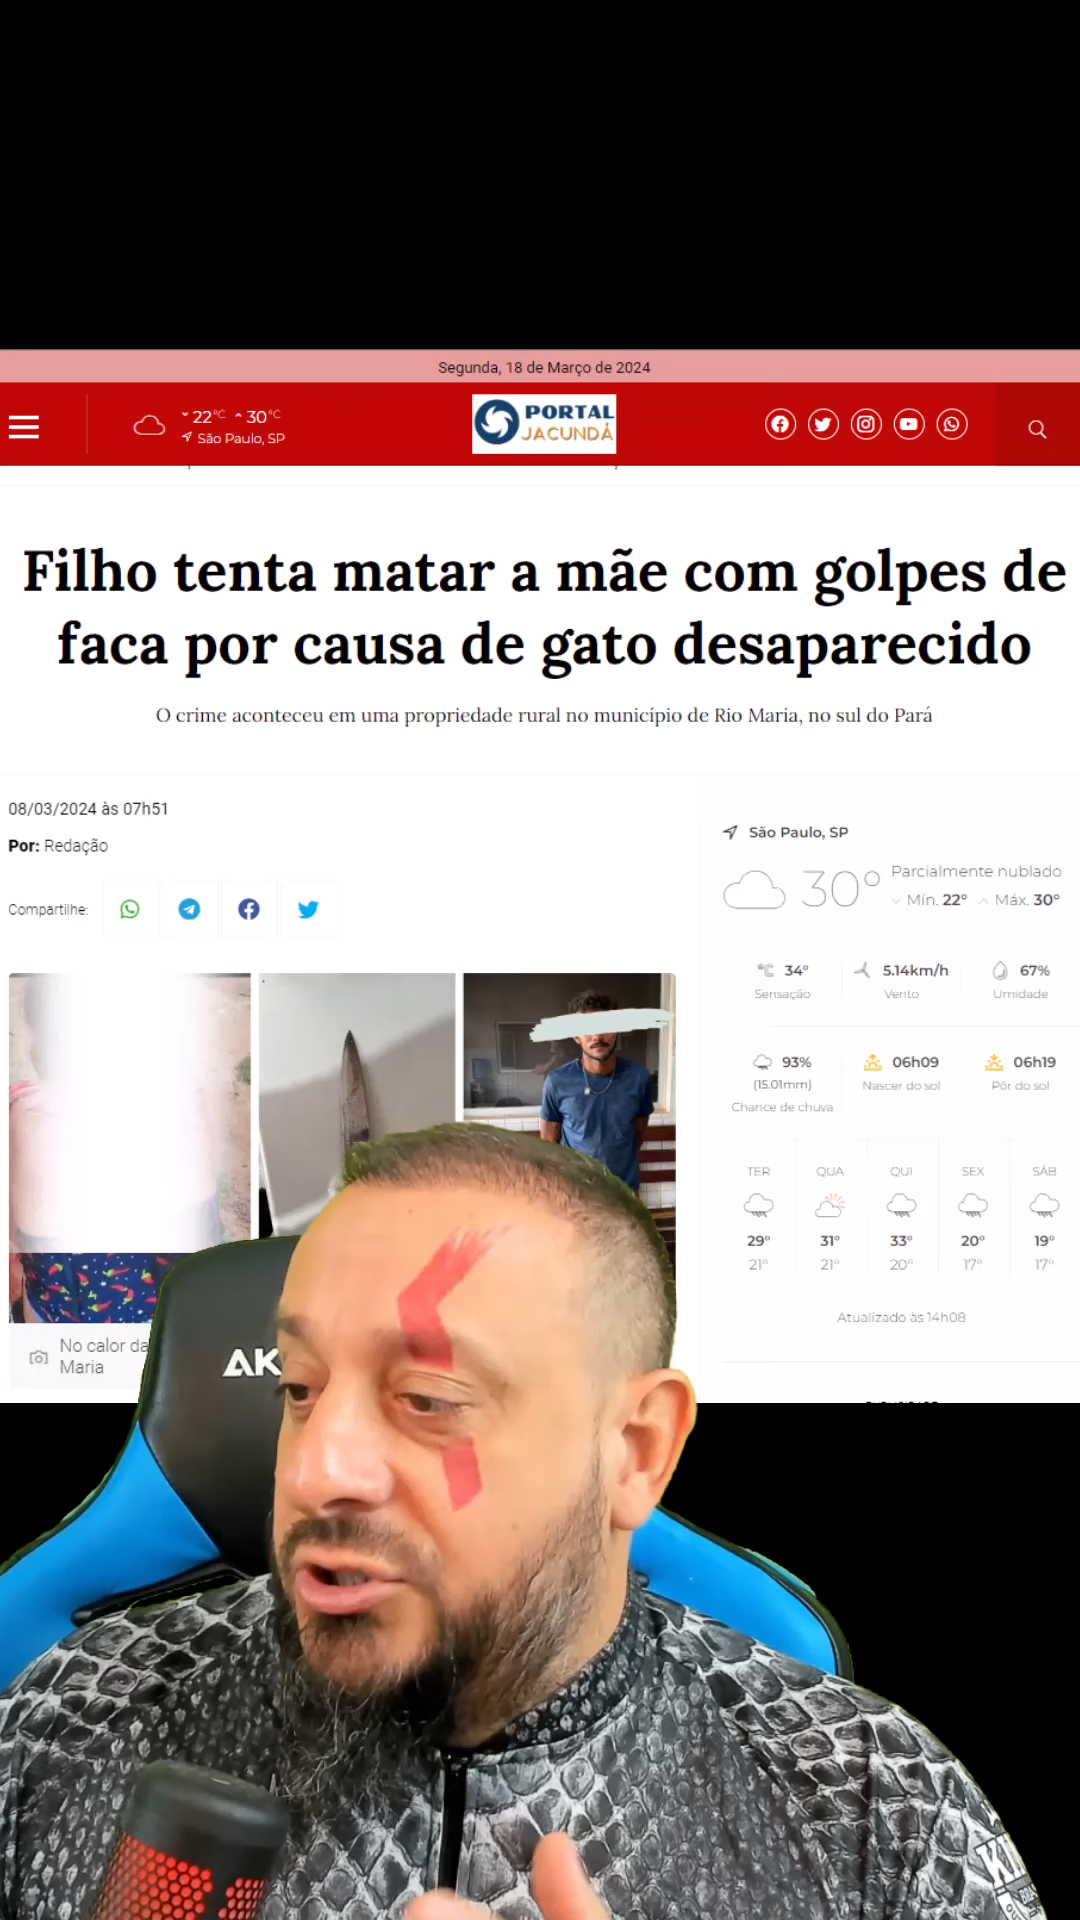 Segunda, 18 de Março de 2024
22°C 30°C
São Paulo, SP
PORTAL
JACUNDÁ
Filho tenta matar a mãe com golpes de
faca por causa de gato desaparecido
O crime aconteceu em uma propriedade rural no município de Rio Maria, no sul do Pará
08/03/2024 às 07h51
Por: Redação
Compartilhe:
No calor da
Maria
São Paulo, SP
30°
Parcialmente nublado
Mín. 22° Máx. 30°
°C 34°
Sensação
5.14km/h
Vento
67%
Umidade
93%
(15.01mm)
Chance de chuva
06h09
Nascer do sol
06h19
Pôr do sol
TER QUA QUI SEX SÁB
29° 31° 33° 20° 19°
21° 21° 20° 17° 17°
Atualizado às 14h08
AK